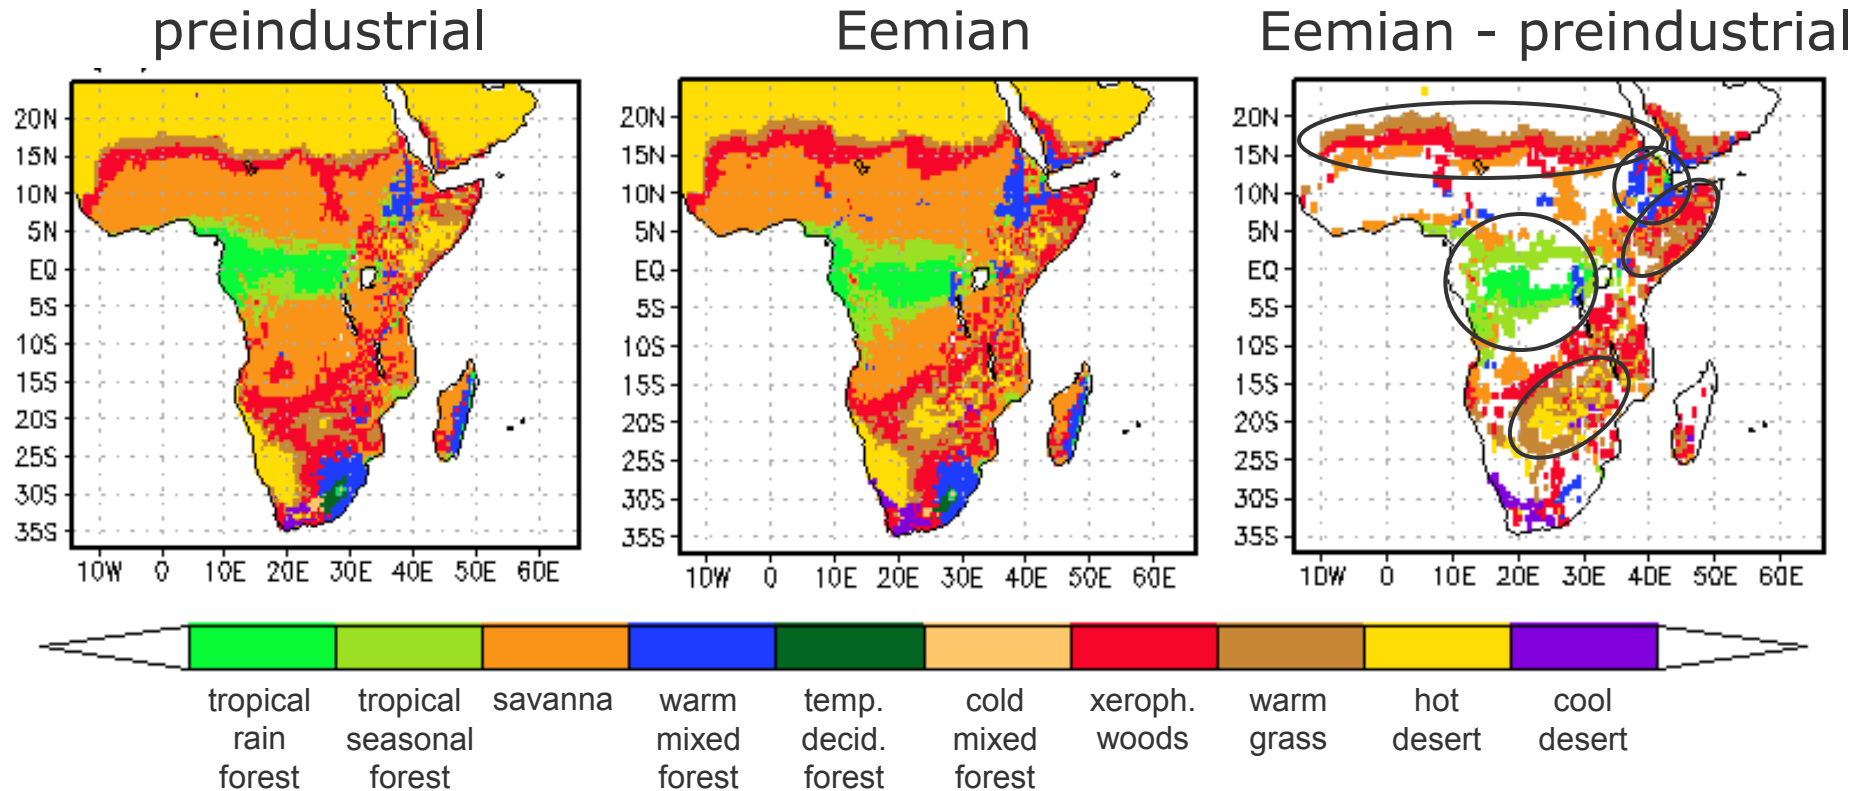 preindustrial
Eemian
Eemian - preindustrial
20N
15N
10N
5N
EQ
5S
10S
15S
20S
25S
30S
35S
10W 0 10E 20E 30E 40E 50E 60E
20N
15N
10N
5N
EQ
5S
10S
15S
20S
25S
30S
35S
10W 0 10E 20E 30E 40E 50E 60E
20N
15N
10N
5N
EQ
5S
10S
15S
20S
25S
30S
35S
10W 0 10E 20E 30E 40E 50E 60E
tropical
rain
forest
tropical
seasonal
forest
savanna
warm
mixed
forest
temp.
decid.
forest
cold
mixed
forest
xeroph.
woods
warm
grass
hot
desert
cool
desert